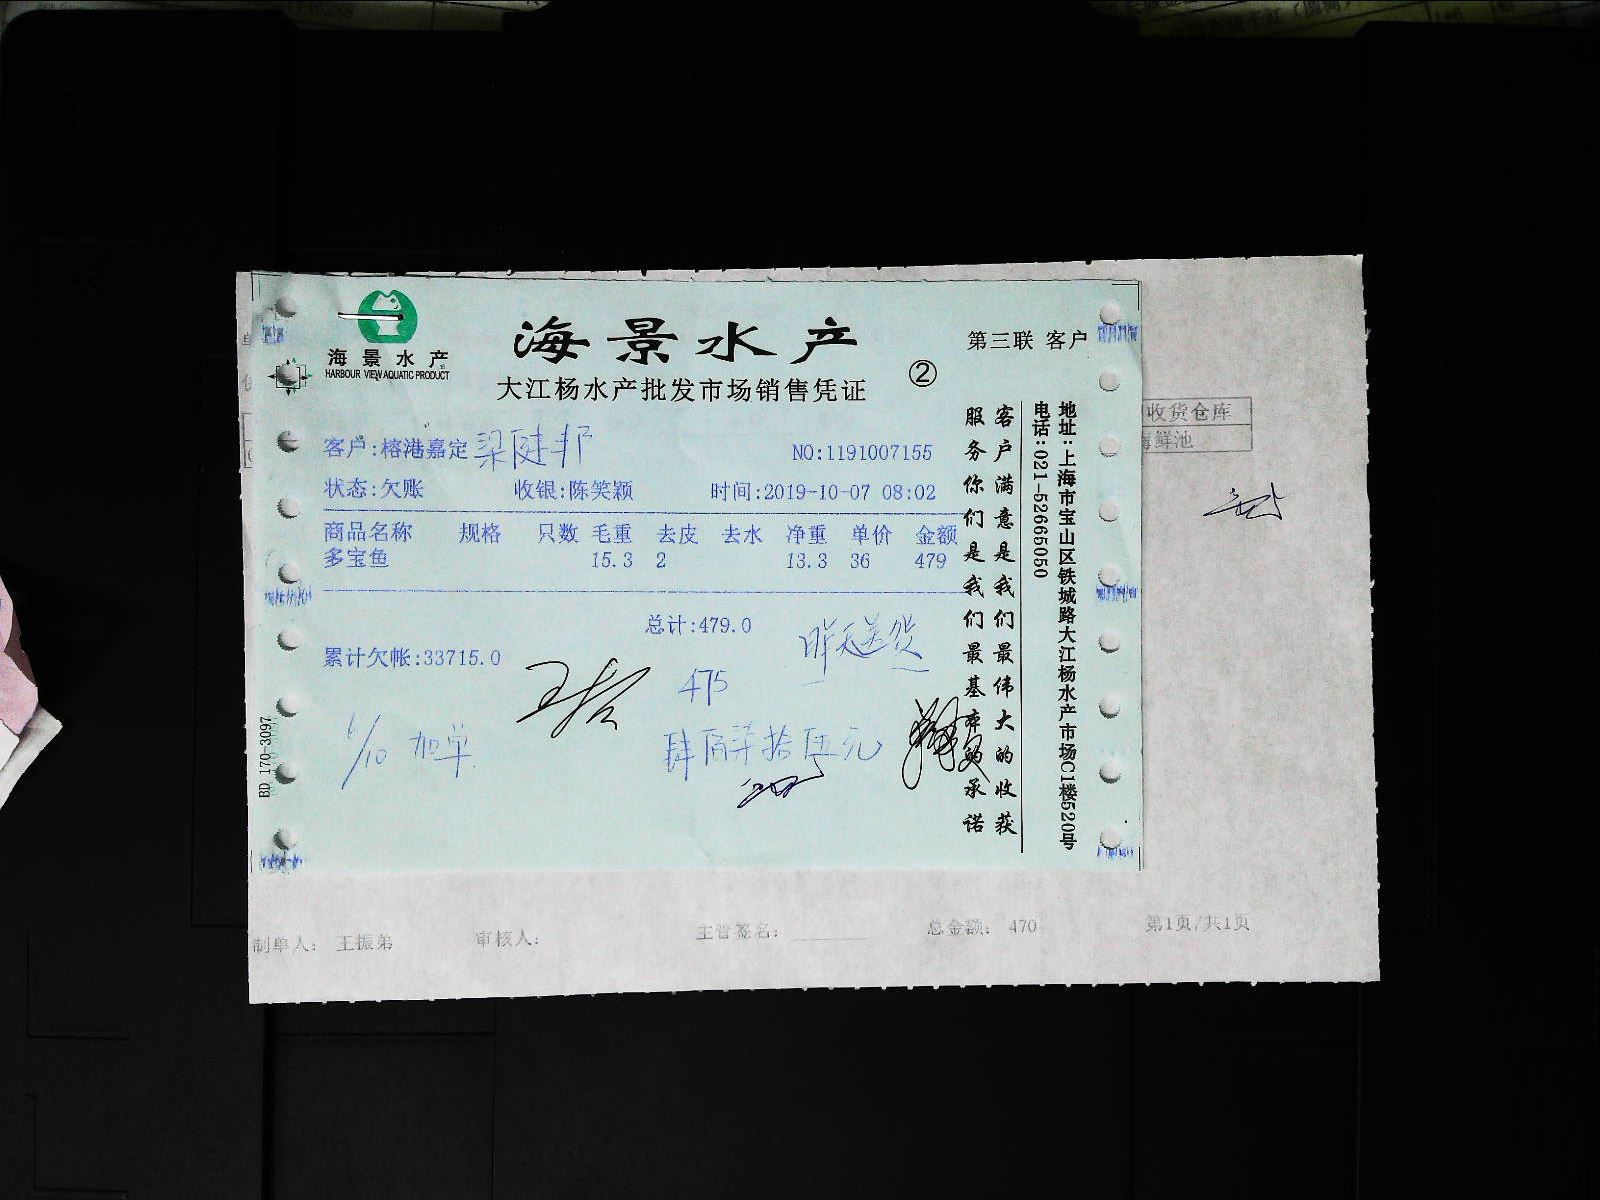 海景水产
HARBOUR VIEW AQUATIC PRODUCT
海景水产
大江杨水产批发市场销售凭证
②
第三联 客户
客户:榕港嘉定 梁健邦
NO:1191007155
状态:欠账 收银:陈笑颖 时间:2019-10-07 08:02
商品名称 规格 只数 毛重 去皮 去水 净重 单价 金额
多宝鱼 15.3 2 13.3 36 479
总计:479.0
累计欠帐:33715.0
昨天送货
475
6/10 加单
肆佰柒拾伍元
客户满意是我们最伟大的收获
服务你们是我们最基本的承诺
地址:上海市宝山区铁城路大江杨水产市场C1楼520号
电话:021-52665050
BD 170-3097
收货仓库
海鲜池
制单人: 王振弟 审核人: 主管签名: 总金额: 470 第1页/共1页